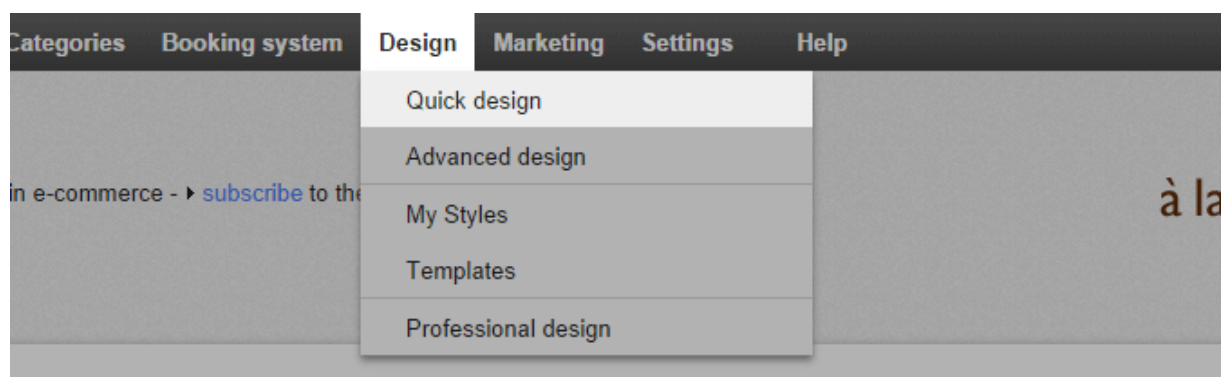 Categories Booking system Design Marketing Settings Help
Quick design
Advanced design
in e-commerce - ▸ subscribe to the
à la
My Styles
Templates
Professional design